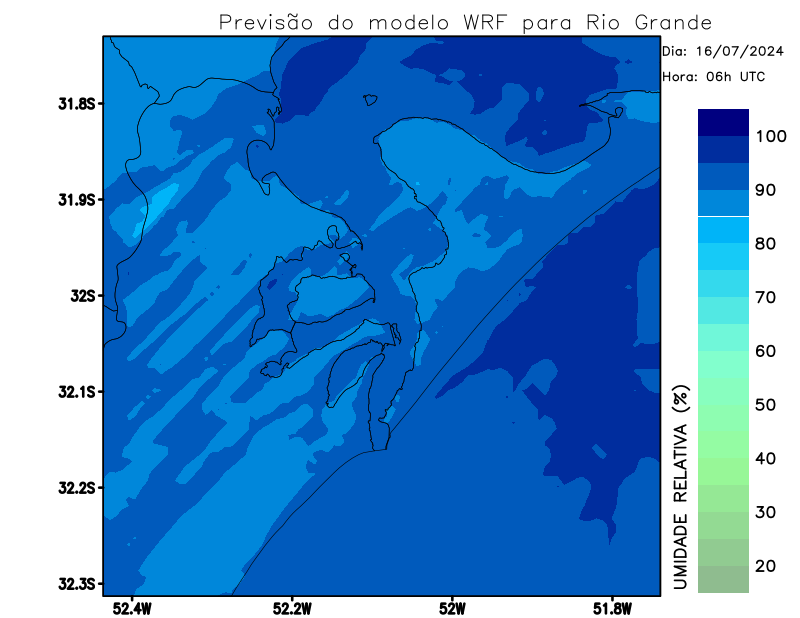 Previsão do modelo WRF para Rio Grande
Dia: 16/07/2024
Hora: 06h UTC
31.8S
31.9S
32S
32.1S
32.2S
32.3S
52.4W
52.2W
52W
51.8W
100
90
80
70
60
50
40
30
20
UMIDADE RELATIVA (%)